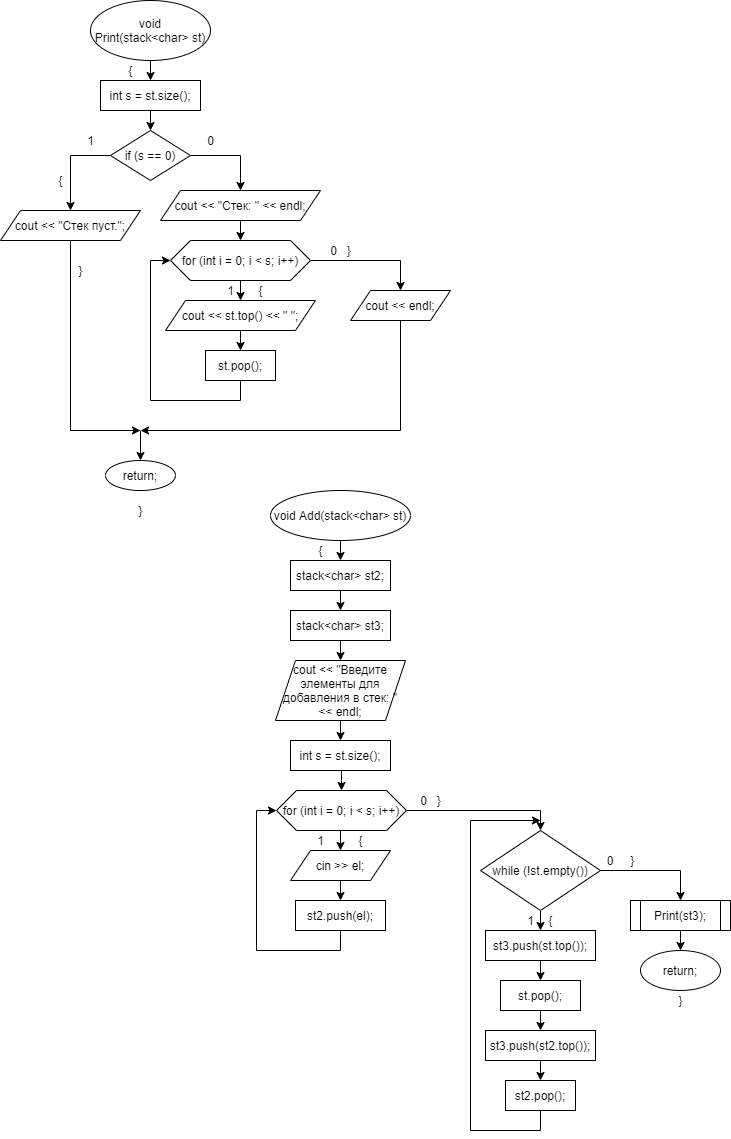 void
Print(stack<char> st)
{
int s = st.size();
if (s == 0)
1
0
{
cout << "Стек пуст.";
}
cout << "Стек: " << endl;
for (int i = 0; i < s; i++)
0 }
1 {
cout << st.top() << " ";
st.pop();
cout << endl;
return;
}
void Add(stack<char> st)
{
stack<char> st2;
stack<char> st3;
cout << "Введите
элементы для
добавления в стек: "
<< endl;
int s = st.size();
for (int i = 0; i < s; i++)
0 }
1 {
cin >> el;
st2.push(el);
while (!st.empty())
0 }
1 {
st3.push(st.top());
st.pop();
st3.push(st2.top());
st2.pop();
Print(st3);
return;
}